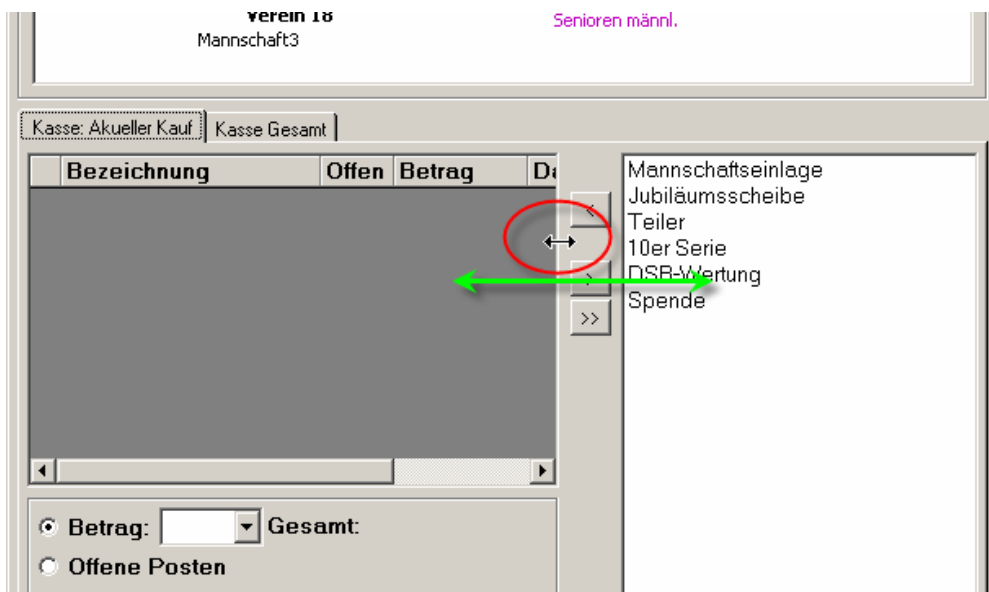 Verein 18
Senioren männl.
Mannschaft3
Kasse: Akueller Kauf
Kasse Gesamt
Bezeichnung Offen Betrag Da
<
>
>>
Mannschaftseinlage
Jubiläumsscheibe
Teiler
10er Serie
DSB-Wertung
Spende
Betrag: Gesamt:
Offene Posten